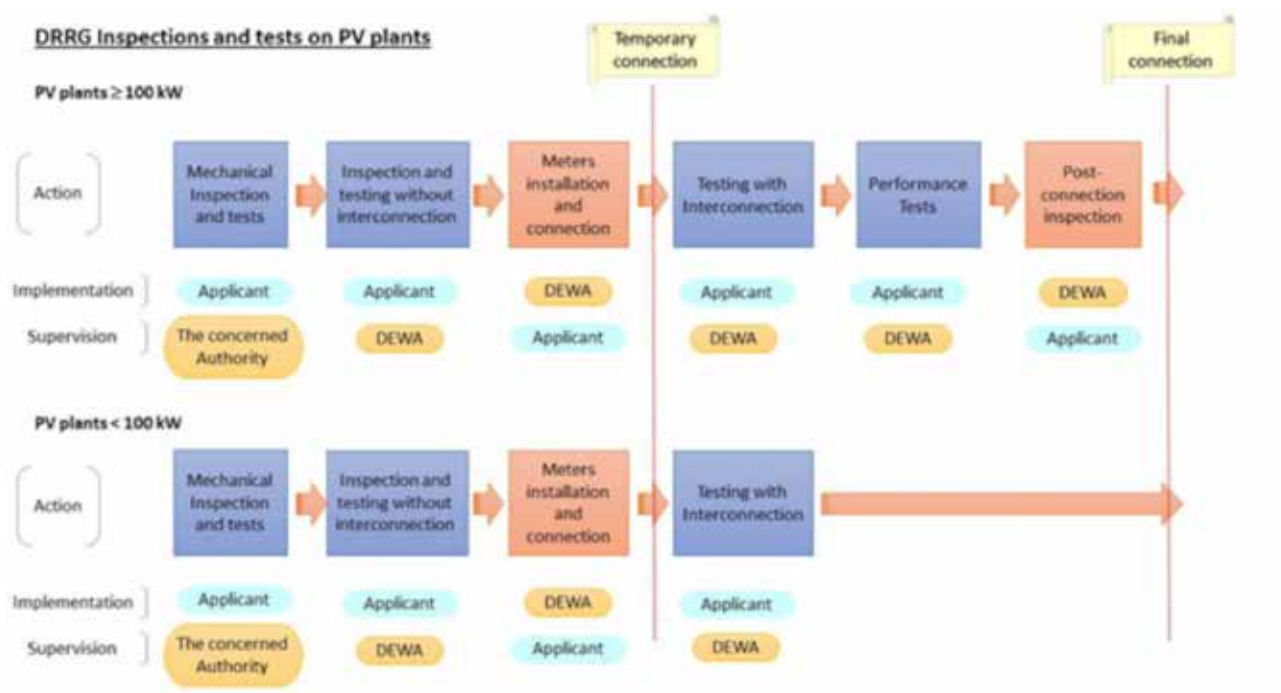 DRRG Inspections and tests on PV plants
Temporary
connection
Final
connection
PV plants ≥ 100 kW
Action
Mechanical
Inspection
and tests
Inspection and
testing without
interconnection
Meters
installation
and
connection
Testing with
Interconnection
Performance
Tests
Post-
connection
inspection
Implementation
Applicant
Applicant
DEWA
Applicant
Applicant
DEWA
Supervision
The concerned
Authority
DEWA
Applicant
DEWA
DEWA
Applicant
PV plants < 100 kW
Action
Mechanical
Inspection
and tests
Inspection and
testing without
interconnection
Meters
installation
and
connection
Testing with
Interconnection
Implementation
Applicant
Applicant
DEWA
Applicant
Supervision
The concerned
Authority
DEWA
Applicant
DEWA